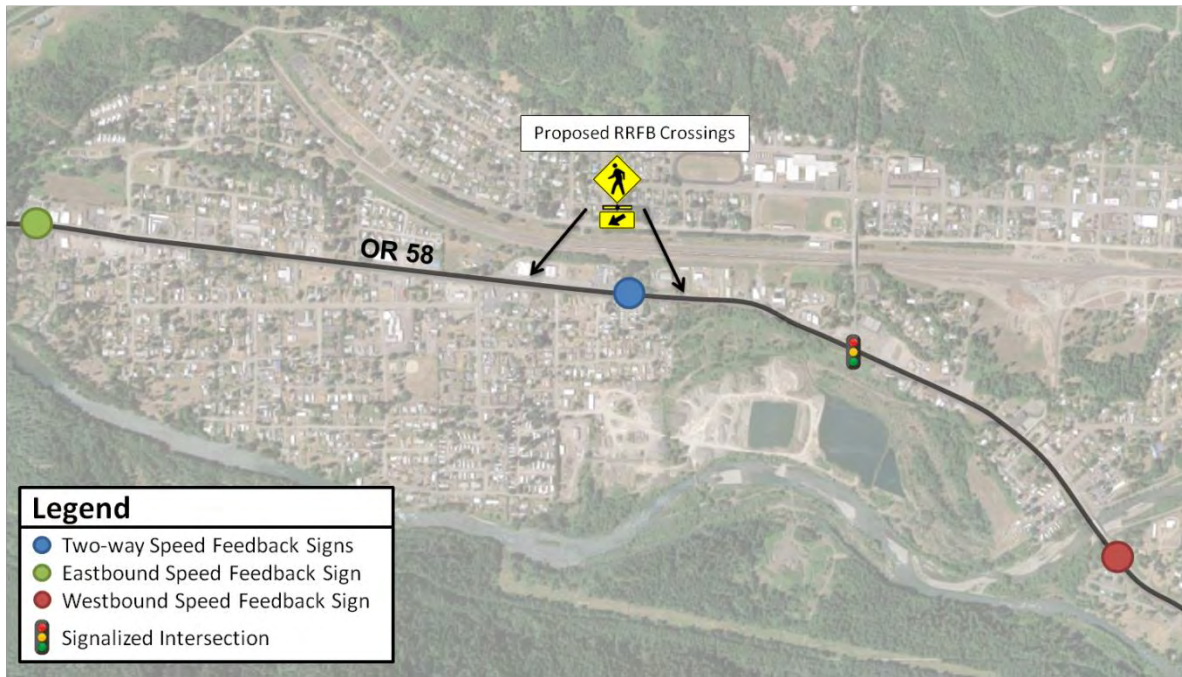 Proposed RRFB Crossings
OR 58
Legend
Two-way Speed Feedback Signs
Eastbound Speed Feedback Sign
Westbound Speed Feedback Sign
Signalized Intersection